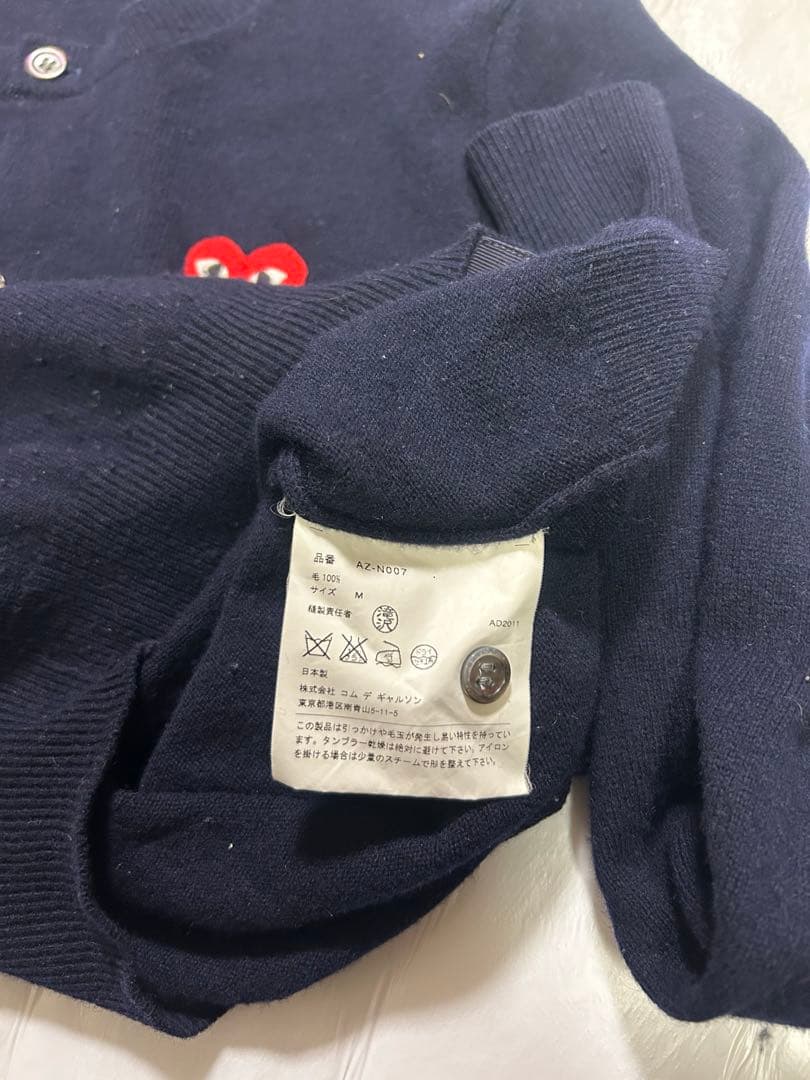 品番 AZ-N007
毛 100%
サイズ M
縫製責任者 滝沢
AD2011
日本製
株式会社 コム デ ギャルソン
東京都港区南青山5-11-5
この製品は引っかけや毛玉が発生し易い特性を持ってい
ます。タンブラー乾燥は絶対に避けて下さい。アイロン
を掛ける場合は少量のスチームで形を整えて下さい。